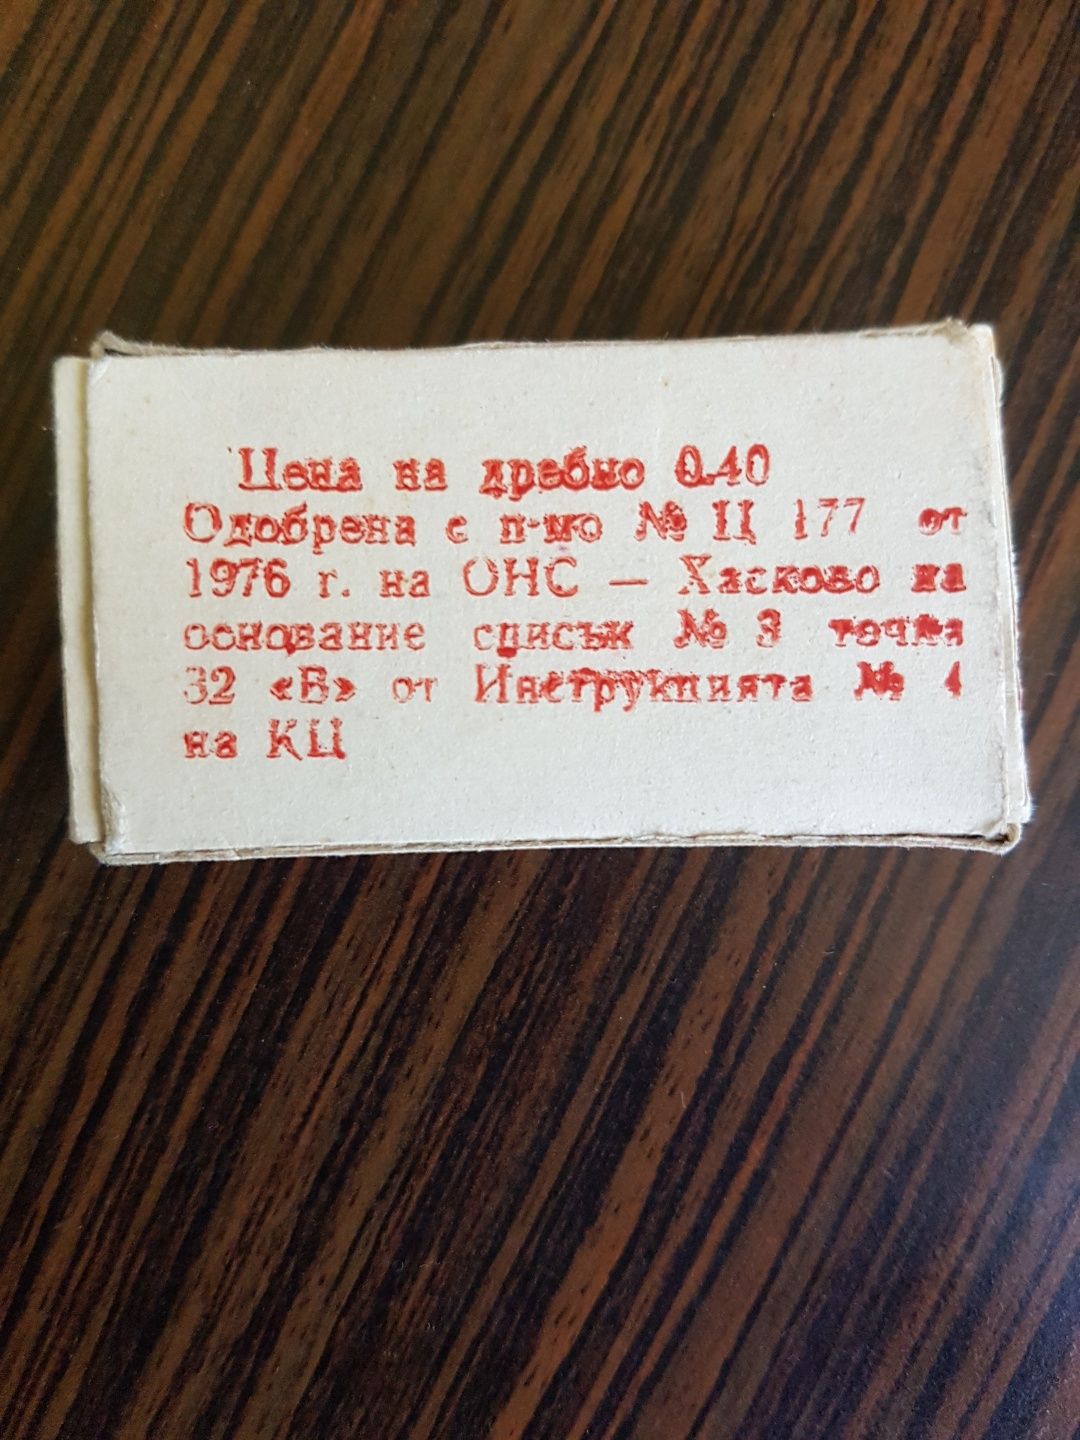 Цена на дребно 0.40
Одобрена с п-мо № Ц 177 от
1976 г. на ОНС — Хасково на
основание списък № 3 точка
32 «В» от Инструкцията № 4
на КЦ